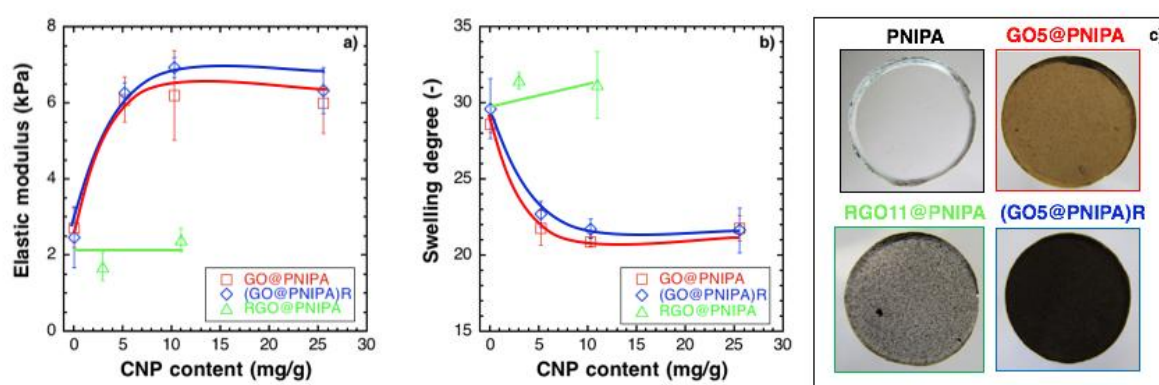 a)
Elastic modulus (kPa)
8
6
4
2
0
0 5 10 15 20 25 30
CNP content (mg/g)
GO@PNIPA
(GO@PNIPA)R
RGO@PNIPA
b)
Swelling degree (-)
35
30
25
20
15
0 5 10 15 20 25 30
CNP content (mg/g)
GO@PNIPA
(GO@PNIPA)R
RGO@PNIPA
c)
PNIPA GO5@PNIPA
RGO11@PNIPA (GO5@PNIPA)R